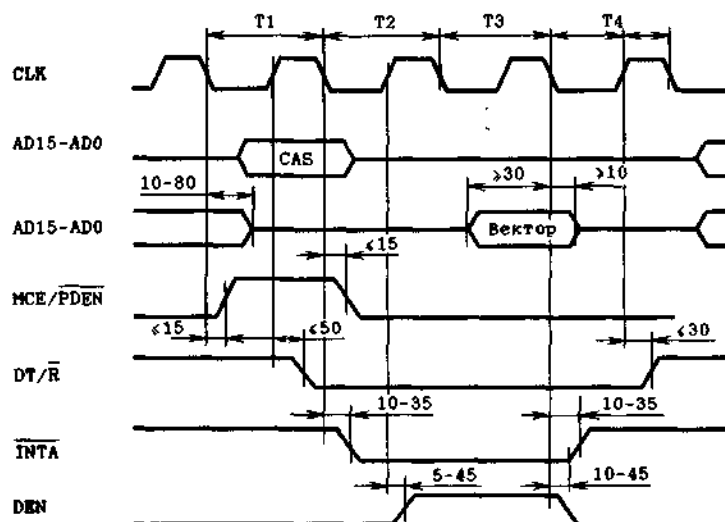 T1 T2 T3 T4
CLK
AD15-AD0
CAS
10-80
≥30 ≥10
AD15-AD0
Вектор
≤15
MCE/PDEN
≤15 ≤50 ≤30
DT/R
10-35 10-35
INTA
5-45 10-45
DEN